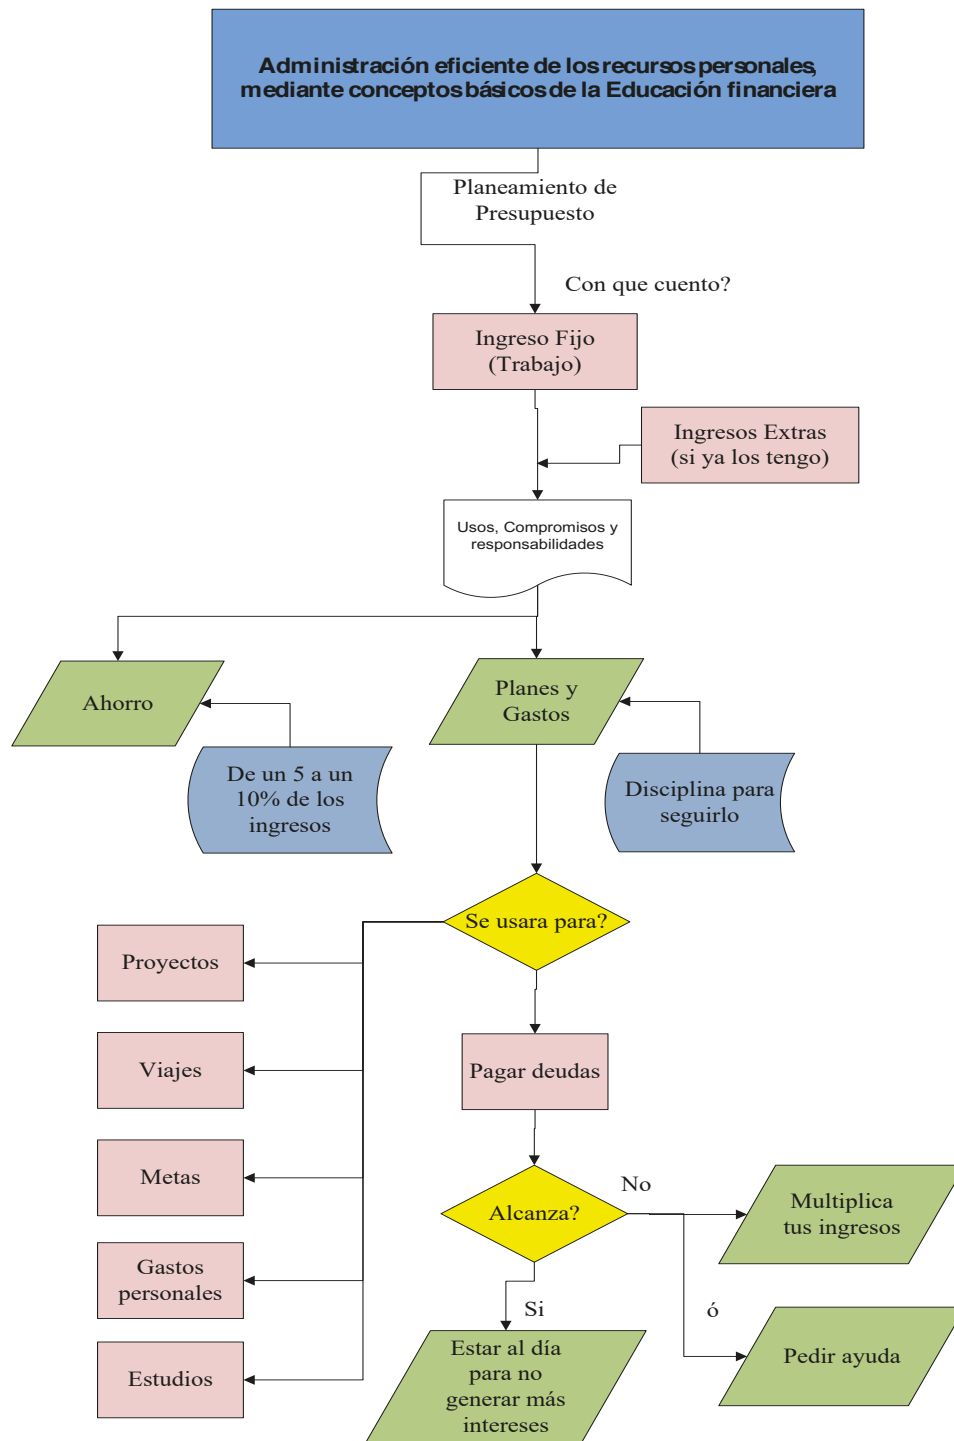 Administración eficiente de los recursos personales,
mediante conceptos básicos de la Educación financiera
Planeamiento de
Presupuesto
Con que cuento?
Ingreso Fijo
(Trabajo)
Ingresos Extras
(si ya los tengo)
Usos, Compromisos y
responsabilidades
Ahorro
Planes y
Gastos
De un 5 a un
10% de los
ingresos
Disciplina para
seguirlo
Se usara para?
Proyectos
Viajes
Metas
Gastos
personales
Estudios
Pagar deudas
Alcanza?
No
Multiplica
tus ingresos
Si
ó
Estar al día
para no
generar más
intereses
Pedir ayuda